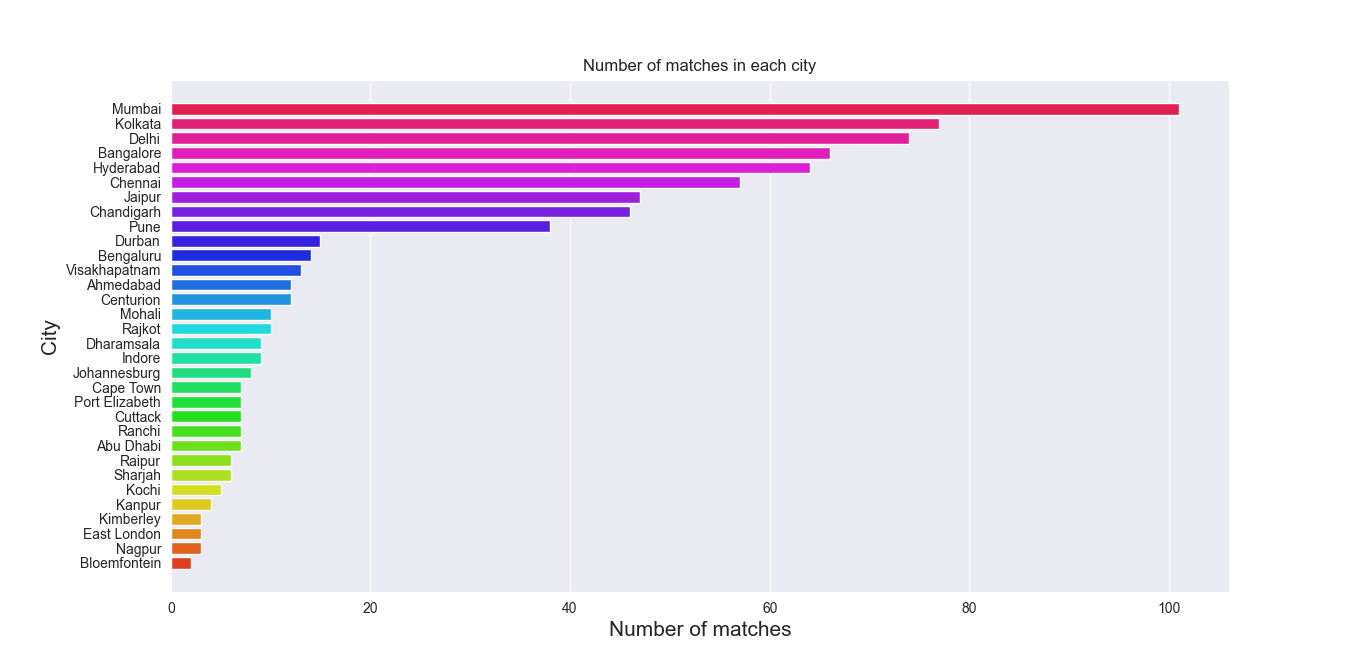 Number of matches in each city
Mumbai
Kolkata
Delhi
Bangalore
Hyderabad
Chennai
Jaipur
Chandigarh
Pune
Durban
Bengaluru
Visakhapatnam
Ahmedabad
Centurion
Mohali
Rajkot
Dharamsala
Indore
Johannesburg
Cape Town
Port Elizabeth
Cuttack
Ranchi
Abu Dhabi
Raipur
Sharjah
Kochi
Kanpur
Kimberley
East London
Nagpur
Bloemfontein
City
0 20 40 60 80 100
Number of matches